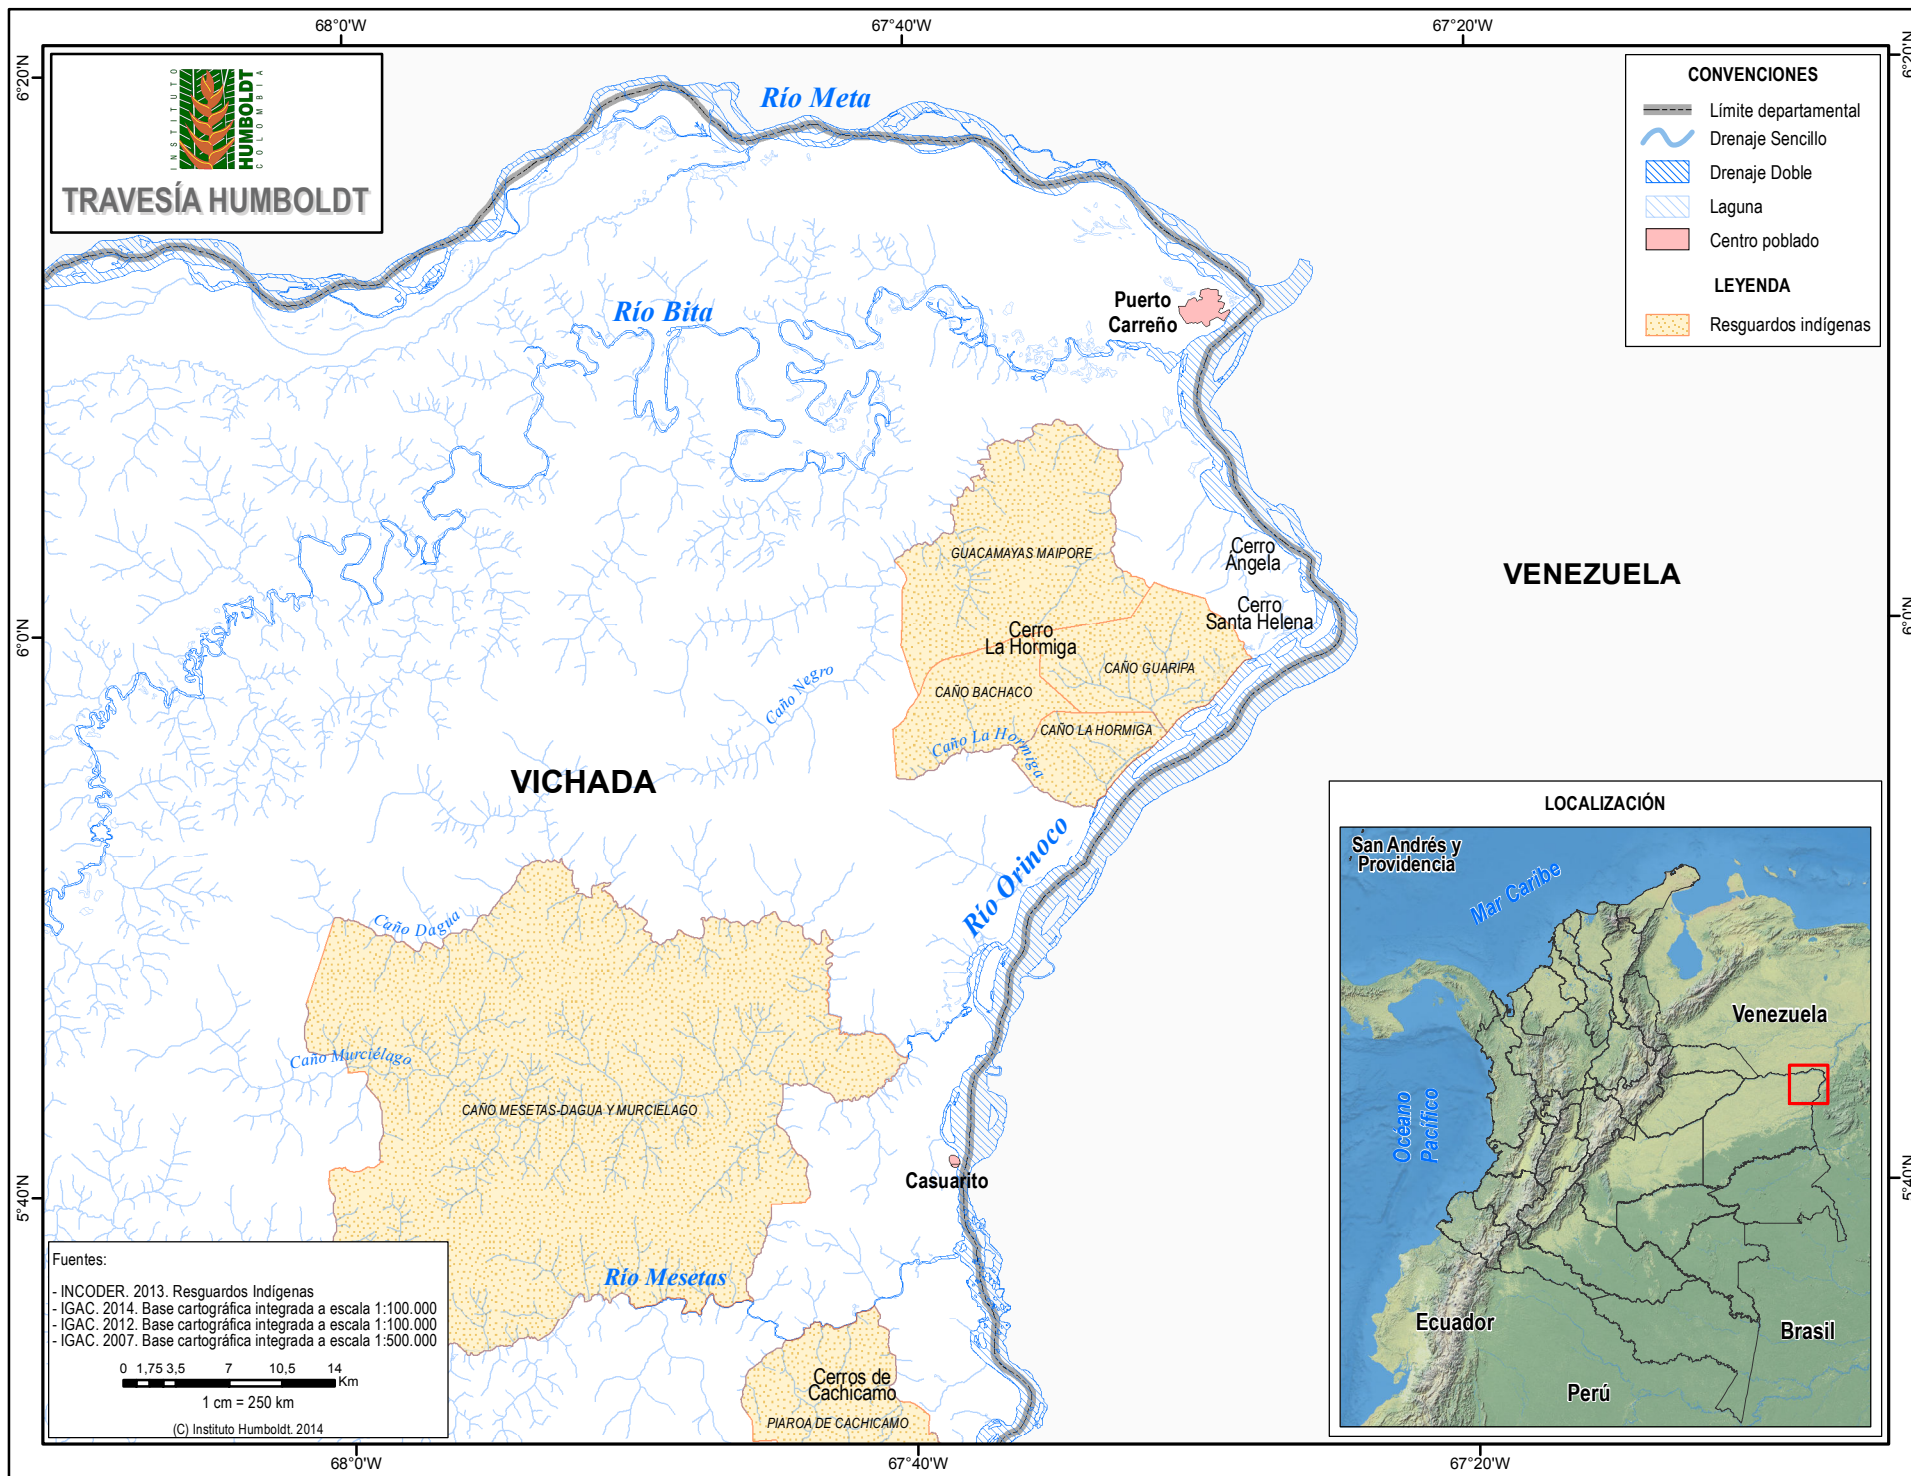 68°0'W
67°40'W
67°20'W
6°20'N
6°20'N
INSTITUTO
HUMBOLDT
COLOMBIA
TRAVESÍA HUMBOLDT
CONVENCIONES
Límite departamental
Drenaje Sencillo
Drenaje Doble
Laguna
Centro poblado
LEYENDA
Resguardos indígenas
Río Meta
Río Bita
Puerto
Carreño
GUACAMAYAS MAIPORE
Cerro
Ángela
VENEZUELA
Cerro
Santa Helena
6°0'N
6°0'N
Cerro
La Hormiga
CAÑO GUARIPA
CAÑO BACHACO
Caño Negro
CAÑO LA HORMIGA
Caño La Hormiga
VICHADA
Río Orinoco
Caño Dagua
Caño Murciélago
CAÑO MESETAS-DAGUA Y MURCIELAGO
Casuarito
5°40'N
5°40'N
Río Mesetas
Cerros de
Cachicamo
PIAROA DE CACHICAMO
LOCALIZACIÓN
San Andrés y
Providencia
Mar Caribe
Venezuela
Océano
Pacífico
Ecuador
Brasil
Perú
Fuentes:
- INCODER. 2013. Resguardos Indígenas
- IGAC. 2014. Base cartográfica integrada a escala 1:100.000
- IGAC. 2012. Base cartográfica integrada a escala 1:100.000
- IGAC. 2007. Base cartográfica integrada a escala 1:500.000
0 1,75 3,5 7 10,5 14
Km
1 cm = 250 km
(C) Instituto Humboldt. 2014
68°0'W
67°40'W
67°20'W